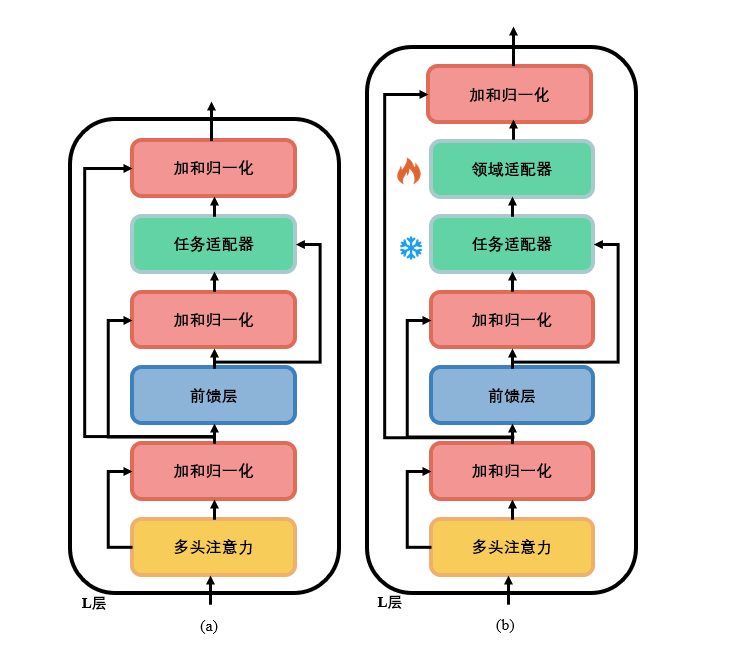 加和归一化
任务适配器
加和归一化
前馈层
加和归一化
多头注意力
L层
(a)
加和归一化
领域适配器
任务适配器
加和归一化
前馈层
加和归一化
多头注意力
L层
(b)